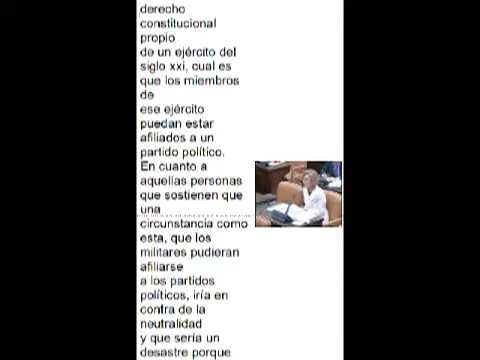 derecho
constitucional
propio
de un ejército del
siglo xxi, cual es
que los miembros
de
ese ejército
puedan estar
afiliados a un
partido político.
En cuanto a
aquellas personas
que sostienen que
una
circunstancia como
esta, que los
militares pudieran
afiliarse
a los partidos
políticos, iría en
contra de la
neutralidad
y que sería un
desastre porque